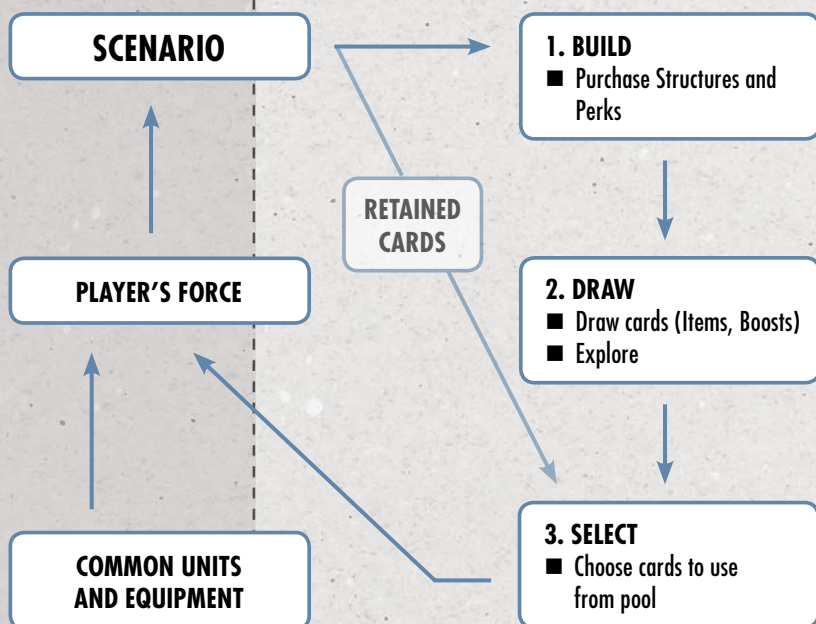 SCENARIO
1. BUILD
■ Purchase Structures and
Perks
RETAINED
CARDS
PLAYER'S FORCE
2. DRAW
■ Draw cards (Items, Boosts)
■ Explore
COMMON UNITS
AND EQUIPMENT
3. SELECT
■ Choose cards to use
from pool